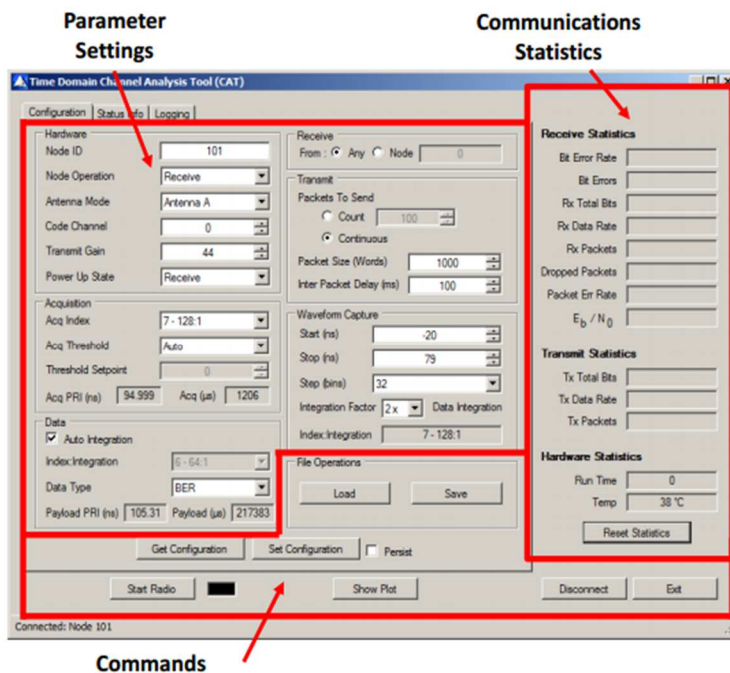 Parameter
Settings
Communications
Statistics
Time Domain Channel Analysis Tool (CAT)
Configuration Status Info Logging
Hardware
Node ID 101
Node Operation Receive
Antenna Mode Antenna A
Code Channel 0
Transmit Gain 44
Power Up State Receive
Acquisition
Acq Index 7 - 128:1
Acq Threshold Auto
Threshold Setpoint 0
Acq PRI (ns) 94.999 Acq (µs) 1206
Data
Auto Integration
Index:Integration 6 - 64:1
Data Type BER
Payload PRI (ns) 105.31 Payload (µs) 217383
Receive
From : Any Node 0
Transmit
Packets To Send
Count 100
Continuous
Packet Size (Words) 1000
Inter Packet Delay (ms) 100
Waveform Capture
Start (ns) -20
Stop (ns) 79
Step (bins) 32
Integration Factor 2 x Data Integration
Index:Integration 7 - 128:1
File Operations
Load Save
Get Configuration Set Configuration Persist
Receive Statistics
Bit Error Rate
Bit Errors
Rx Total Bits
Rx Data Rate
Rx Packets
Dropped Packets
Packet Err Rate
Eb / N0
Transmit Statistics
Tx Total Bits
Tx Data Rate
Tx Packets
Hardware Statistics
Run Time 0
Temp 38 °C
Reset Statistics
Start Radio Show Plot Disconnect Exit
Connected: Node 101
Commands